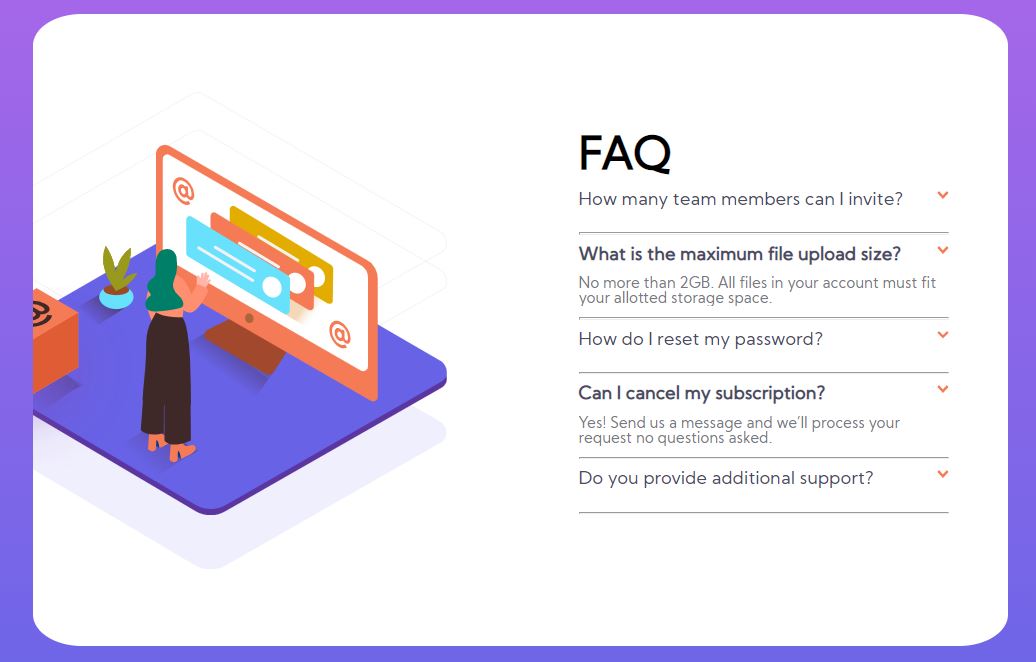 FAQ
How many team members can I invite?
What is the maximum file upload size?
No more than 2GB. All files in your account must fit
your allotted storage space.
How do I reset my password?
Can I cancel my subscription?
Yes! Send us a message and we’ll process your
request no questions asked.
Do you provide additional support?
@
@
@